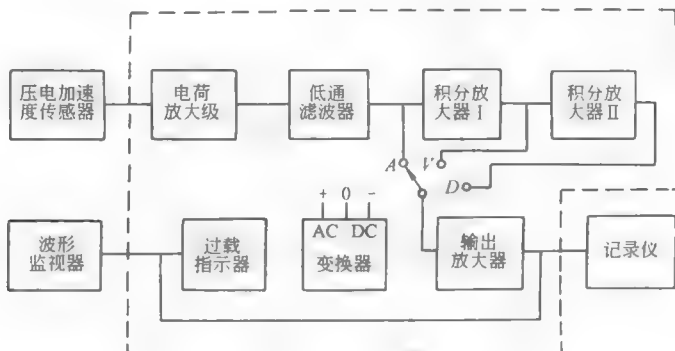 压电加速
度传感器
电荷
放大级
低通
滤波器
积分放
大器 I
积分放
大器 II
A
V
D
+ 0 -
AC DC
变换器
波形
监视器
过载
指示器
输出
放大器
记录仪